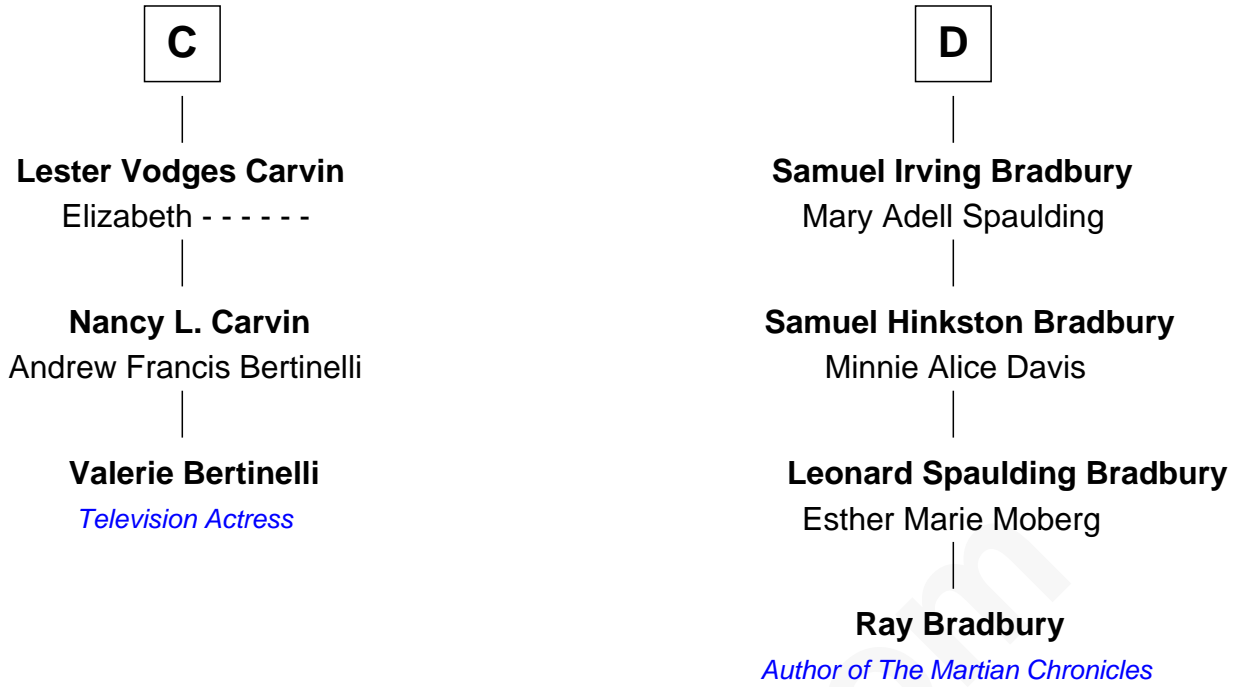 C
Lester Vodges Carvin
Elizabeth - - - - - -
Nancy L. Carvin
Andrew Francis Bertinelli
Valerie Bertinelli
Television Actress
D
Samuel Irving Bradbury
Mary Adell Spaulding
Samuel Hinkston Bradbury
Minnie Alice Davis
Leonard Spaulding Bradbury
Esther Marie Moberg
Ray Bradbury
Author of The Martian Chronicles